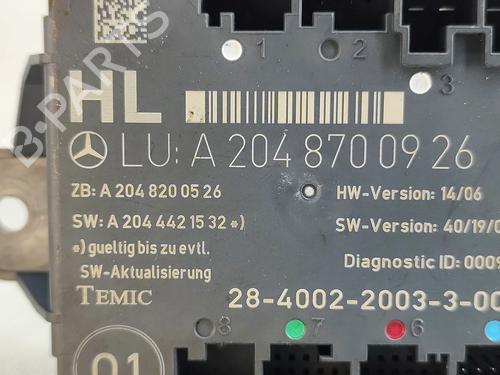 1 2
3
HL
LU: A 204 870 09 26
ZB: A 204 820 05 26 HW-Version: 14/06
SW: A 204 442 15 32 *) SW-Version: 40/19/0
*) gueltig bis zu evtl. Diagnostic ID: 0009
SW-Aktualisierung
TEMIC 28-4002-2003-3-00
8 7 6
01
B-PARTS